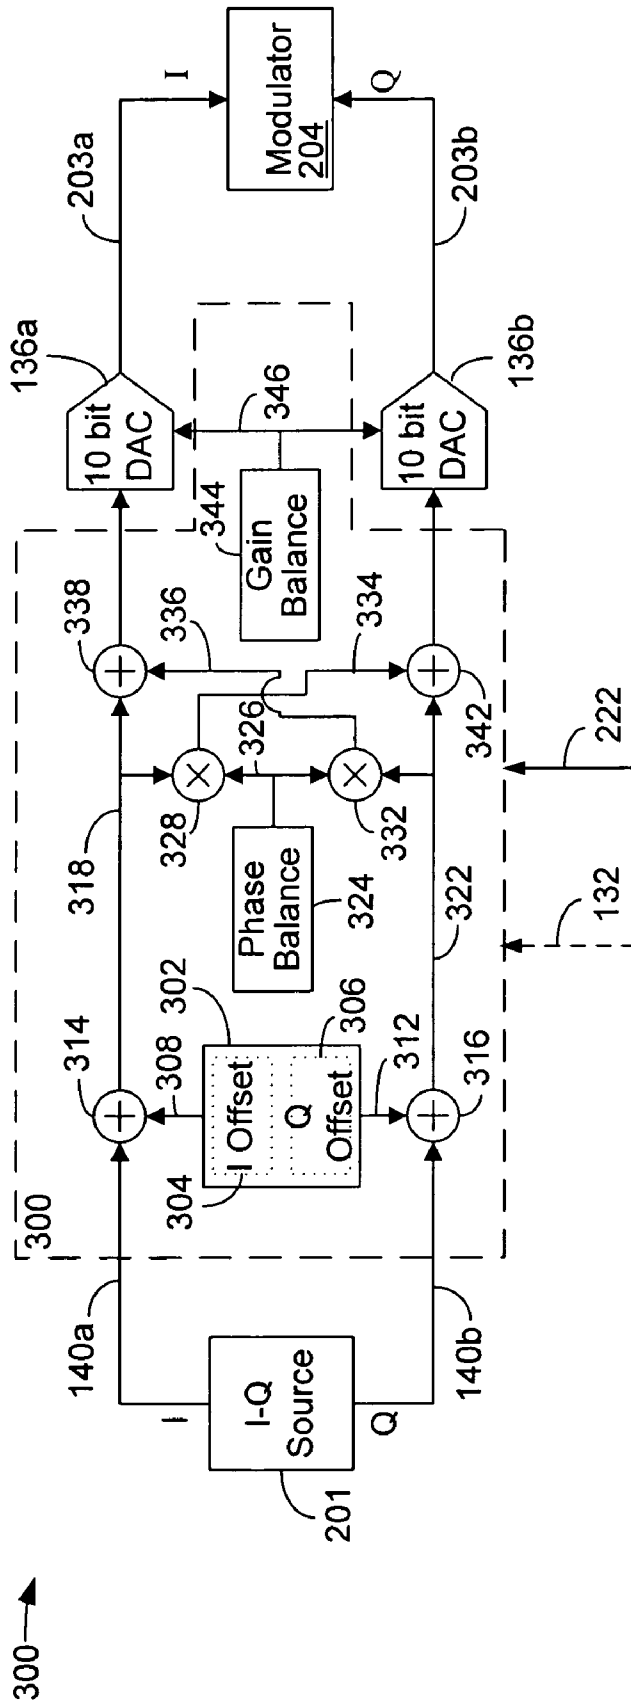 300
201
I-Q
Source
I
Q
140a
140b
300
314
308
302
304
I Offset
Q
Offset
306
312
316
318
322
Phase
Balance
324
326
328
332
336
334
338
342
344
Gain
Balance
346
136a
10 bit
DAC
136b
10 bit
DAC
203a
203b
I
Q
Modulator
204
132
222